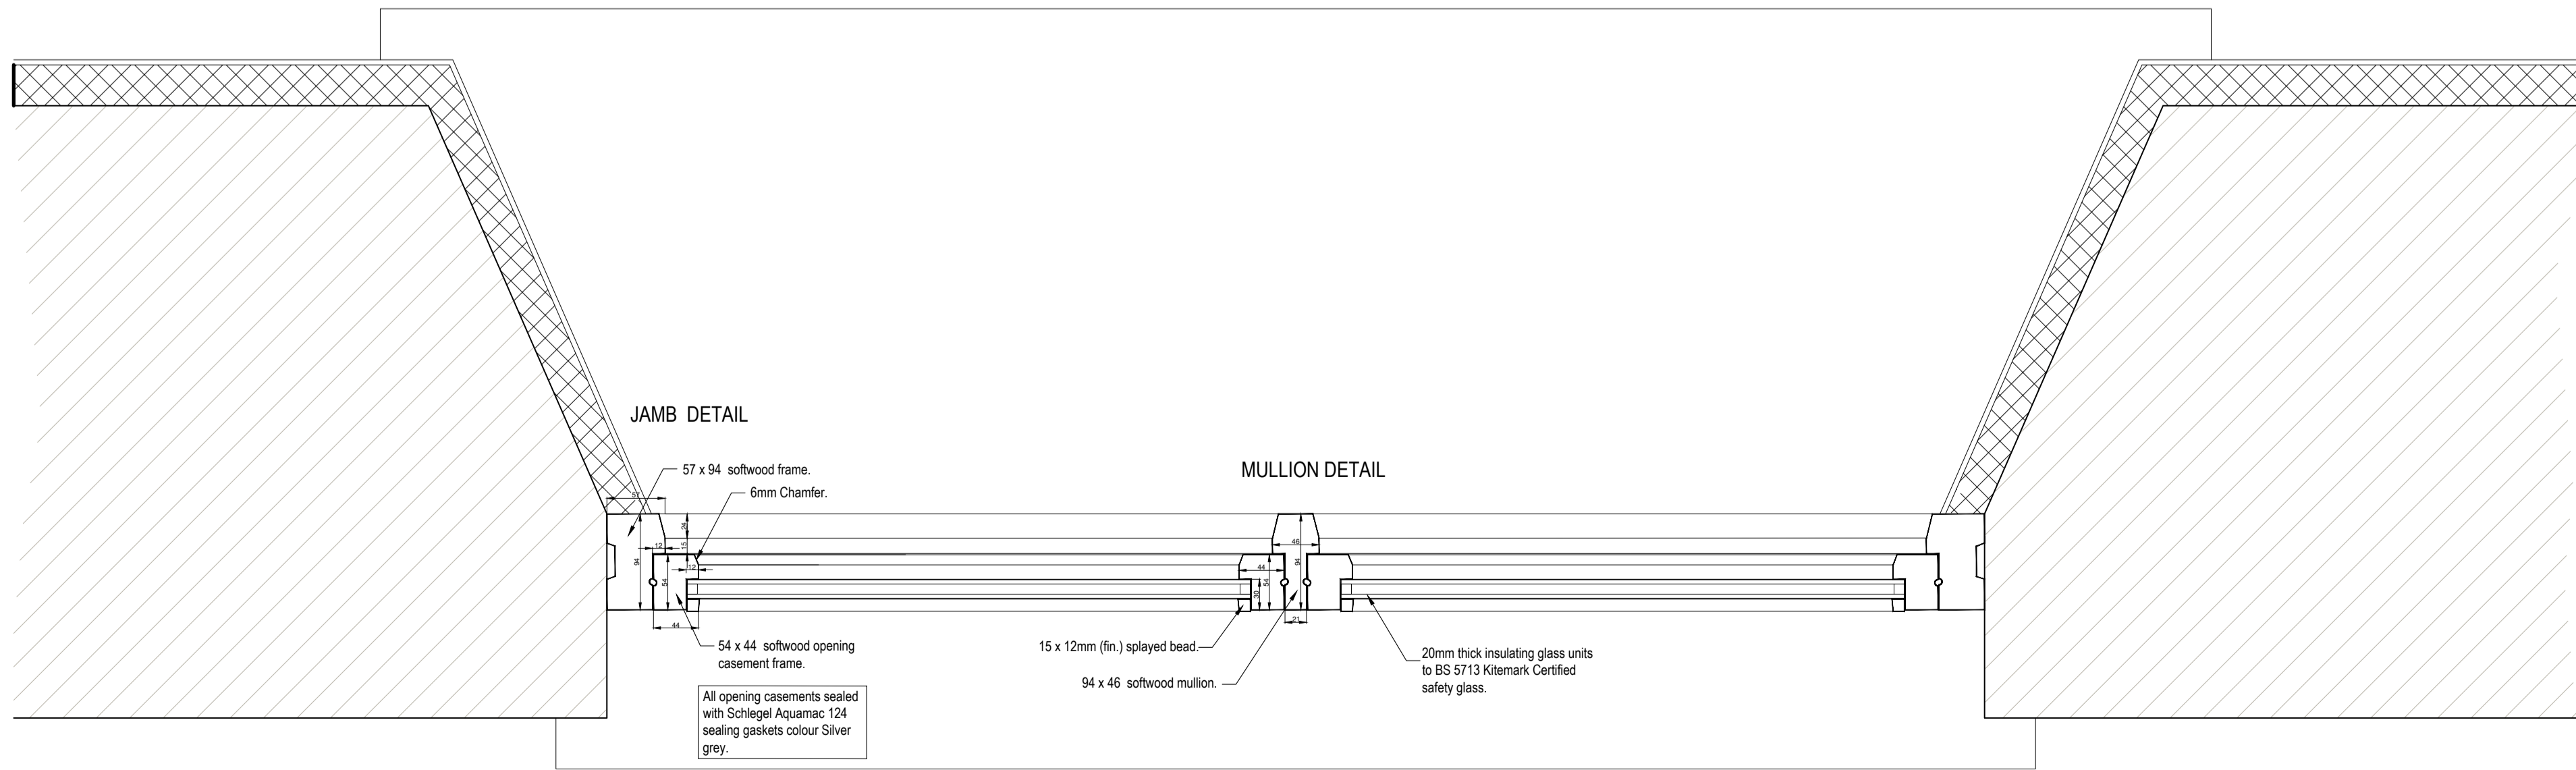 JAMB DETAIL
57 x 94 softwood frame.
6mm Chamfer.
MULLION DETAIL
57
24
15
12
94
54
12
44
46
94
44
54
30
21
54 x 44 softwood opening
casement frame.
15 x 12mm (fin.) splayed bead.
94 x 46 softwood mullion.
20mm thick insulating glass units
to BS 5713 Kitemark Certified
safety glass.
All opening casements sealed
with Schlegel Aquamac 124
sealing gaskets colour Silver
grey.